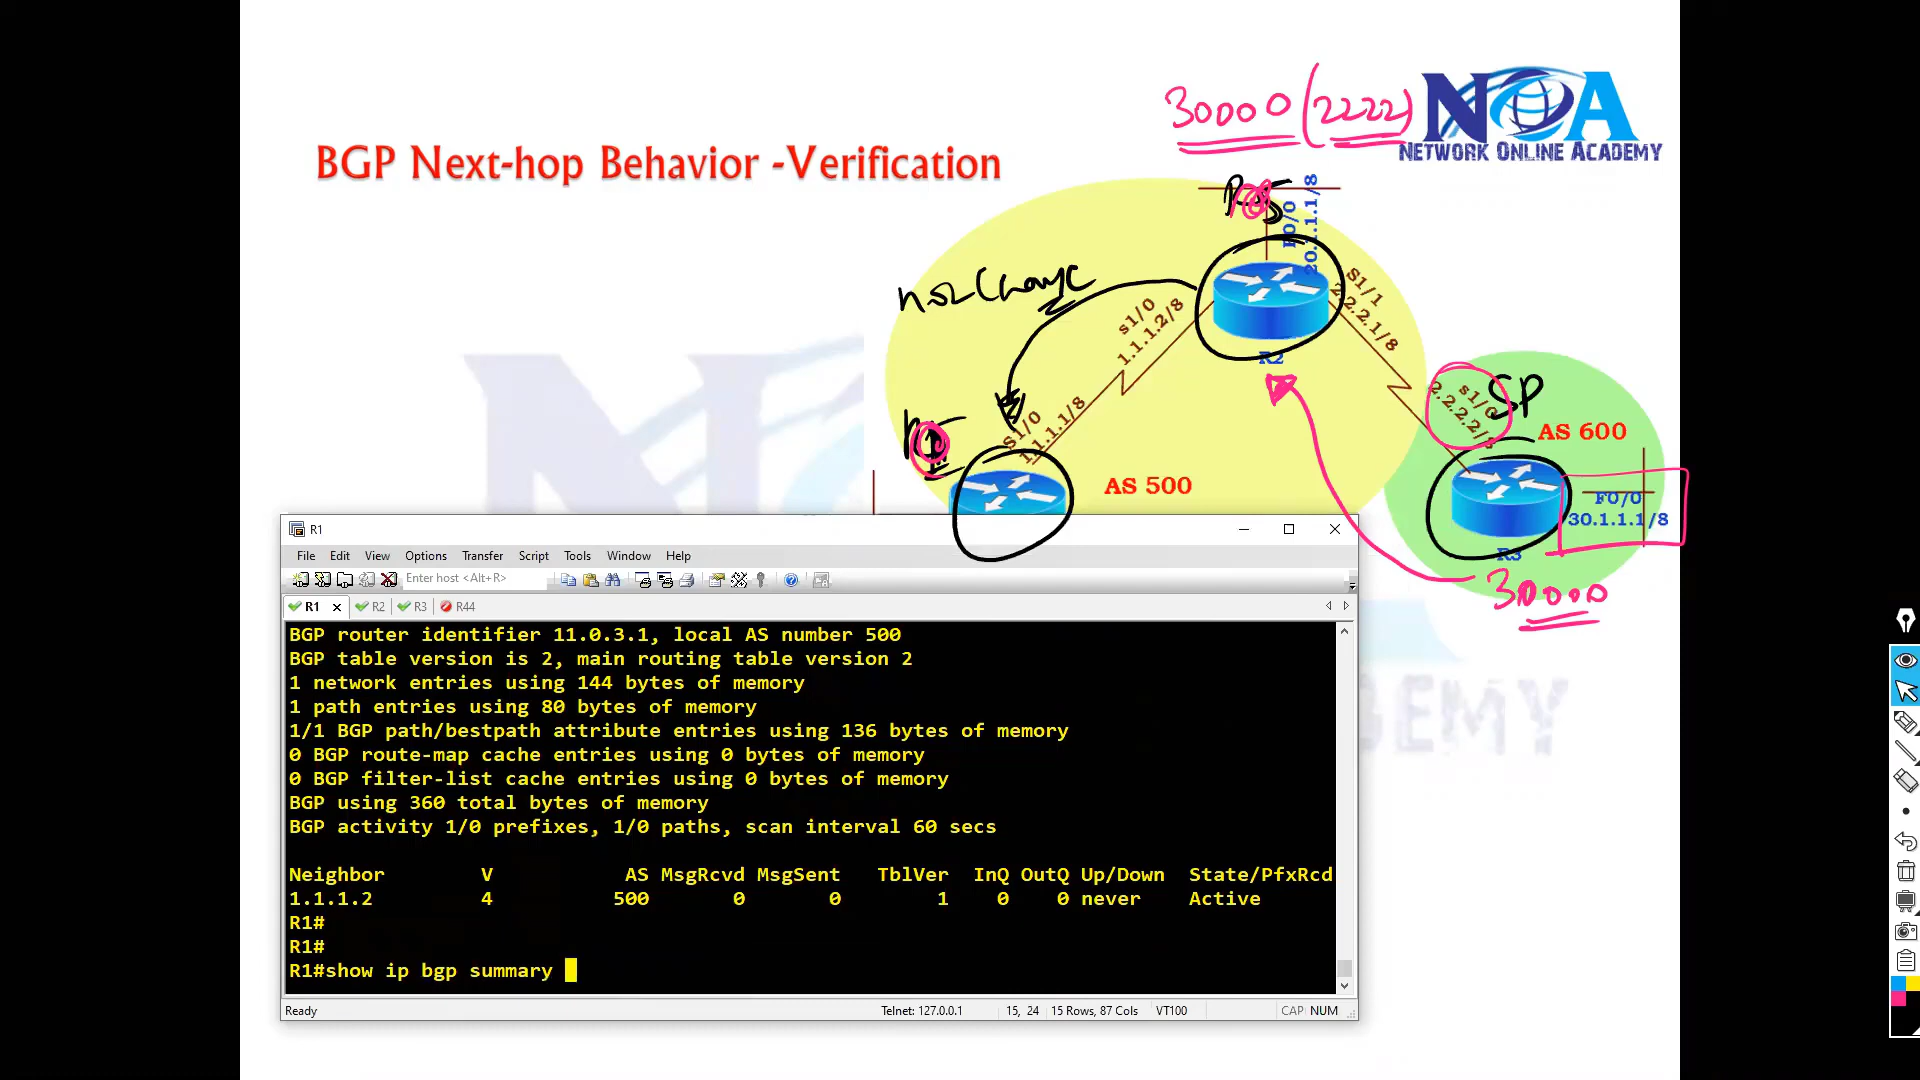 30000 (2222)
NOA
NETWORK ONLINE ACADEMY
BGP Next-hop Behavior -Verification
F0/0
20.1.1.1/8
not change
s1/0
1.1.1.2/8
S1/1
2.2.2.1/8
R2
s1/0
2.2.2.2/8
SP
AS 600
S1/0
1.1.1.1/8
AS 500
F0/0
30.1.1.1/8
R3
30000
R1
File Edit View Options Transfer Script Tools Window Help
Enter host <Alt+R>
R1 R2 R3 R44
BGP router identifier 11.0.3.1, local AS number 500
BGP table version is 2, main routing table version 2
1 network entries using 144 bytes of memory
1 path entries using 80 bytes of memory
1/1 BGP path/bestpath attribute entries using 136 bytes of memory
0 BGP route-map cache entries using 0 bytes of memory
0 BGP filter-list cache entries using 0 bytes of memory
BGP using 360 total bytes of memory
BGP activity 1/0 prefixes, 1/0 paths, scan interval 60 secs
Neighbor V AS MsgRcvd MsgSent TblVer InQ OutQ Up/Down State/PfxRcd
1.1.1.2 4 500 0 0 1 0 0 never Active
R1#
R1#
R1#show ip bgp summary
Ready Telnet: 127.0.0.1 15, 24 15 Rows, 87 Cols VT100 CAP NUM